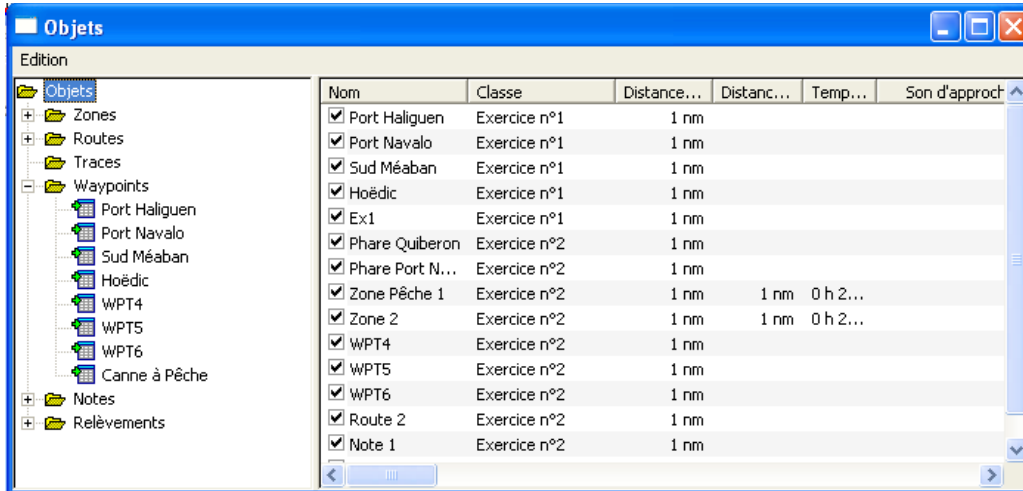 Objets
Edition
Objets
Zones
Routes
Traces
Waypoints
Port Haliguen
Port Navalo
Sud Méaban
Hoëdic
WPT4
WPT5
WPT6
Canne à Pêche
Notes
Relèvements
Nom Classe Distance... Distanc... Temp... Son d'approch
Port Haliguen Exercice n°1 1 nm
Port Navalo Exercice n°1 1 nm
Sud Méaban Exercice n°1 1 nm
Hoëdic Exercice n°1 1 nm
Ex1 Exercice n°1 1 nm
Phare Quiberon Exercice n°2 1 nm
Phare Port N... Exercice n°2 1 nm
Zone Pêche 1 Exercice n°2 1 nm 1 nm 0 h 2...
Zone 2 Exercice n°2 1 nm 1 nm 0 h 2...
WPT4 Exercice n°2 1 nm
WPT5 Exercice n°2 1 nm
WPT6 Exercice n°2 1 nm
Route 2 Exercice n°2 1 nm
Note 1 Exercice n°2 1 nm